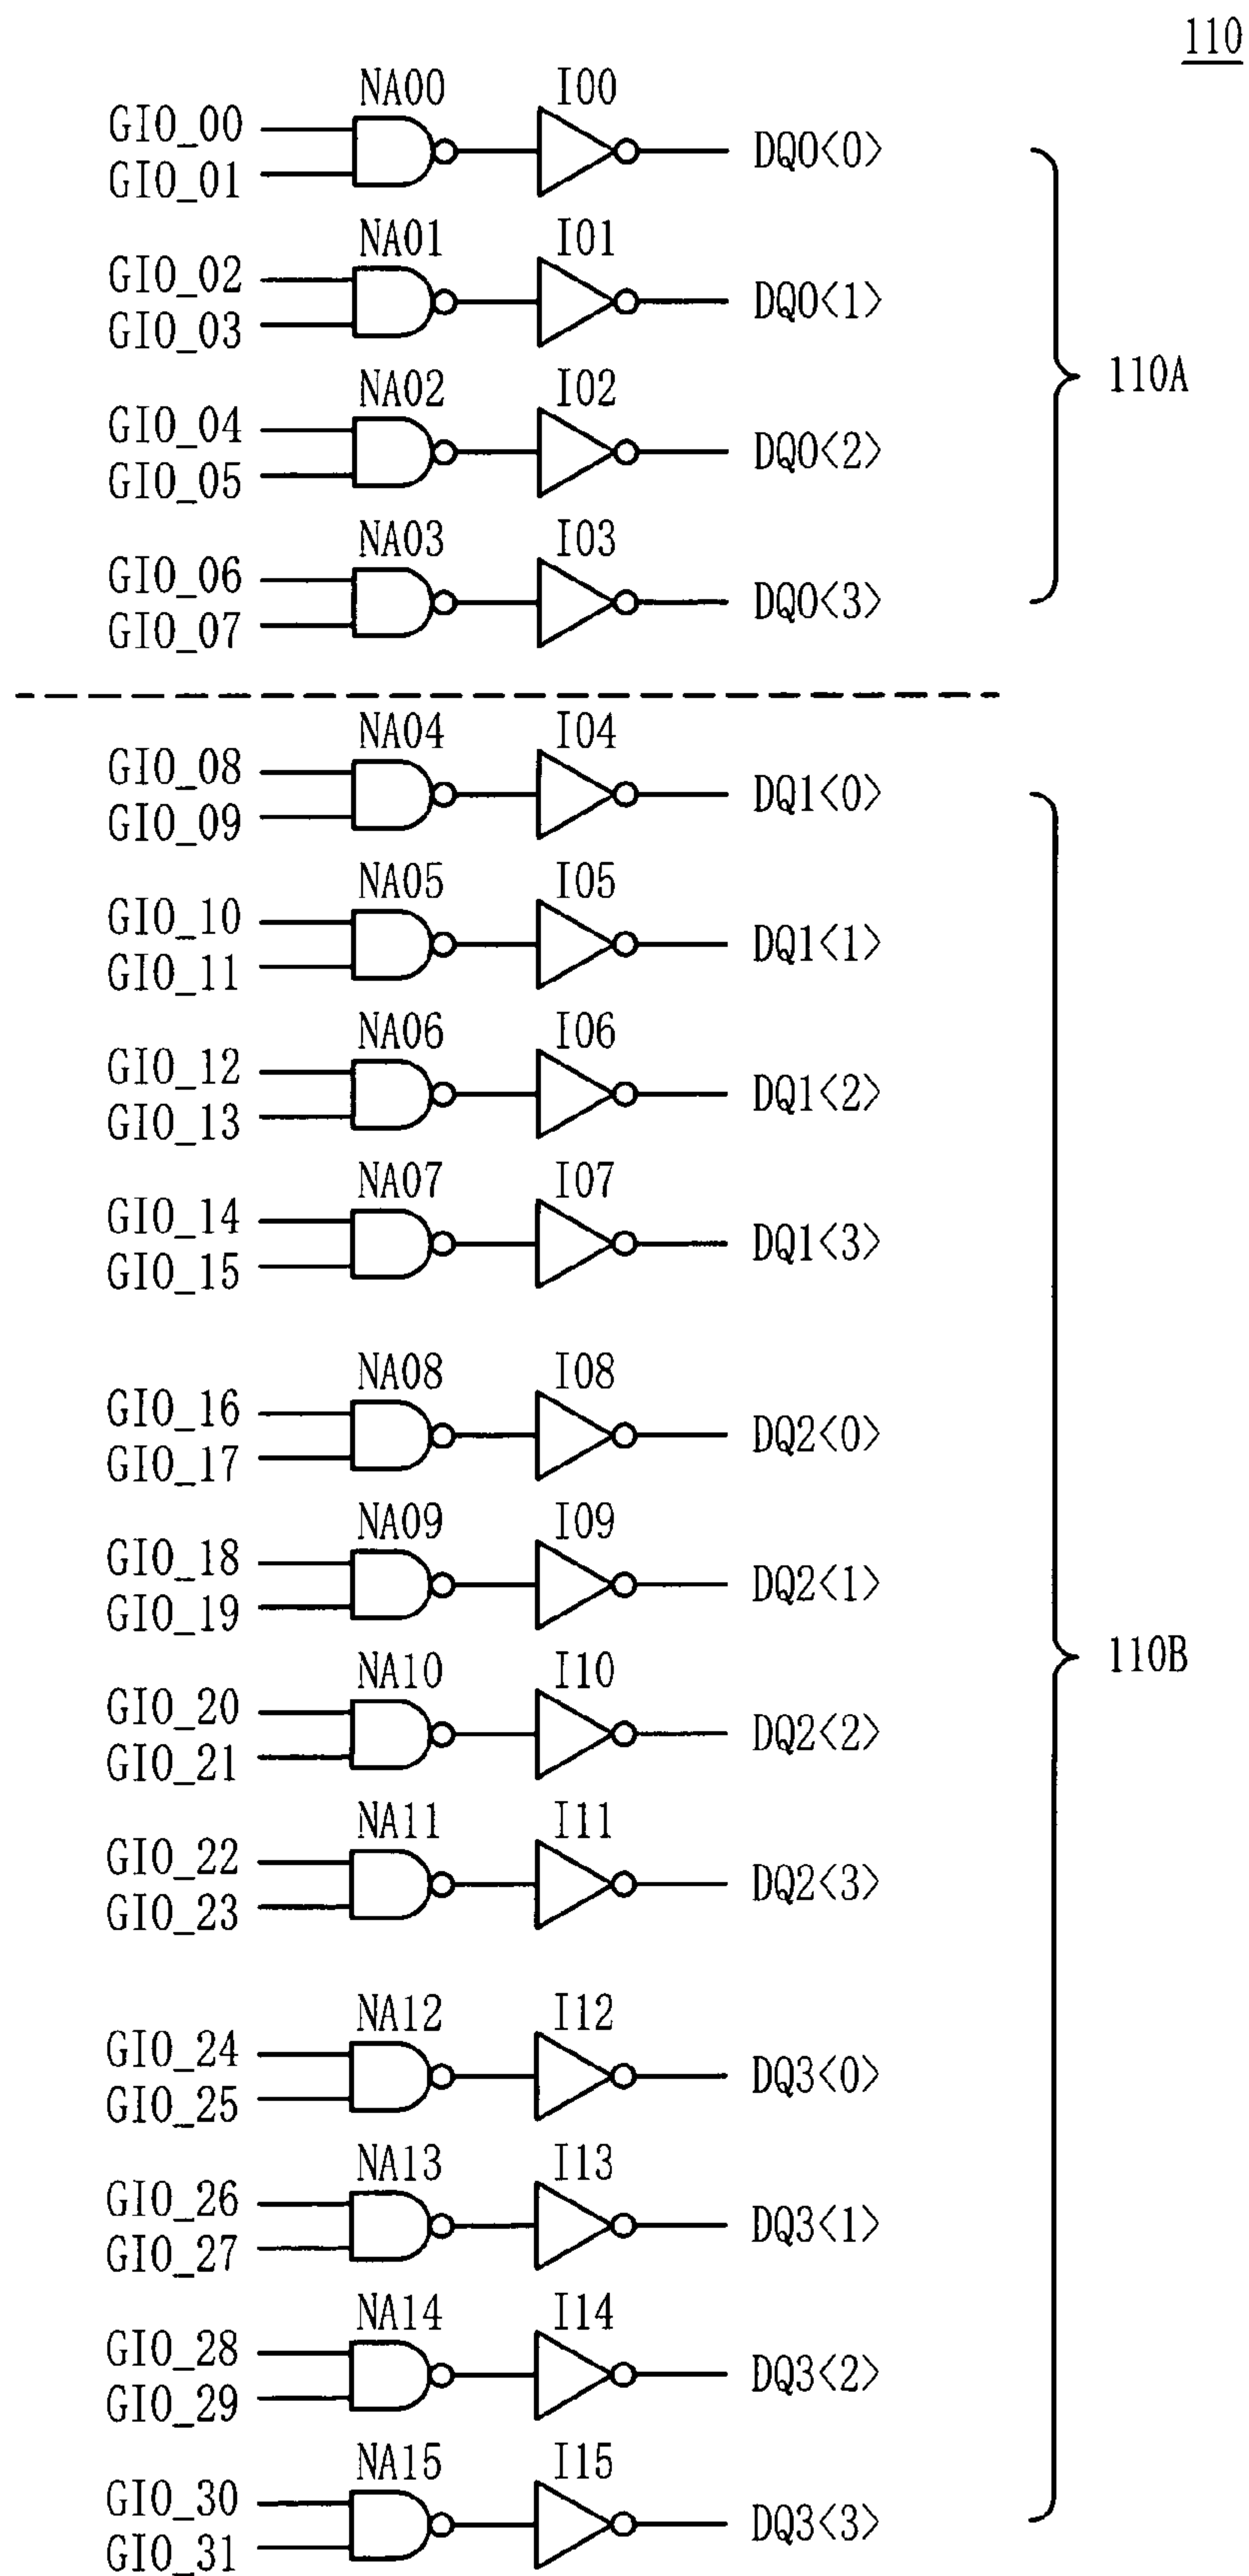 110
NA00 I00
GIO_00
GIO_01
DQ0<0>
NA01 I01
GIO_02
GIO_03
DQ0<1>
110A
NA02 I02
GIO_04
GIO_05
DQ0<2>
NA03 I03
GIO_06
GIO_07
DQ0<3>
NA04 I04
GIO_08
GIO_09
DQ1<0>
NA05 I05
GIO_10
GIO_11
DQ1<1>
NA06 I06
GIO_12
GIO_13
DQ1<2>
NA07 I07
GIO_14
GIO_15
DQ1<3>
NA08 I08
GIO_16
GIO_17
DQ2<0>
NA09 I09
GIO_18
GIO_19
DQ2<1>
110B
NA10 I10
GIO_20
GIO_21
DQ2<2>
NA11 I11
GIO_22
GIO_23
DQ2<3>
NA12 I12
GIO_24
GIO_25
DQ3<0>
NA13 I13
GIO_26
GIO_27
DQ3<1>
NA14 I14
GIO_28
GIO_29
DQ3<2>
NA15 I15
GIO_30
GIO_31
DQ3<3>